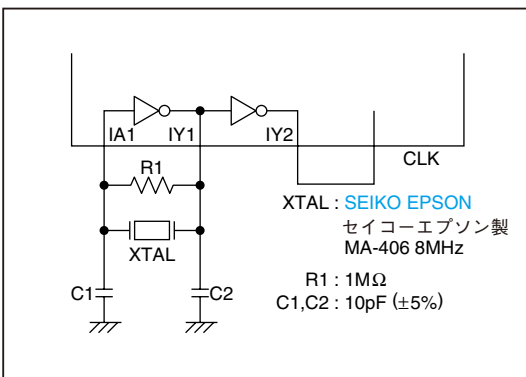 IA1 IY1 IY2
CLK
R1
XTAL
C1 C2
XTAL : SEIKO EPSON
セイコーエプソン製
MA-406 8MHz
R1 : 1MΩ
C1,C2 : 10pF (±5%)